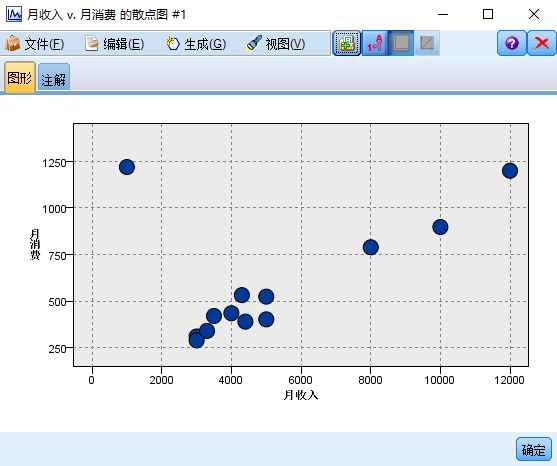 月收入 v. 月消费 的散点图 #1
文件(F) 编辑(E) 生成(G) 视图(V)
图形 注解
1250
1000
750
500
250
月消费
0 2000 4000 6000 8000 10000 12000
月收入
确定